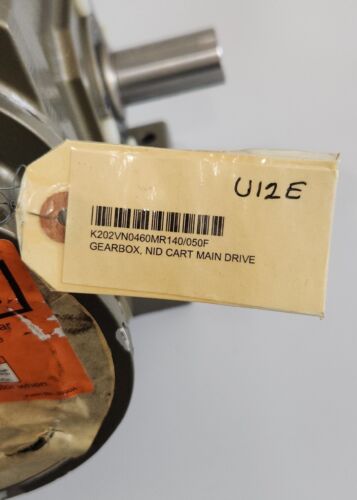 U12E
K202VN0460MR140/050F
GEARBOX, NID CART MAIN DRIVE